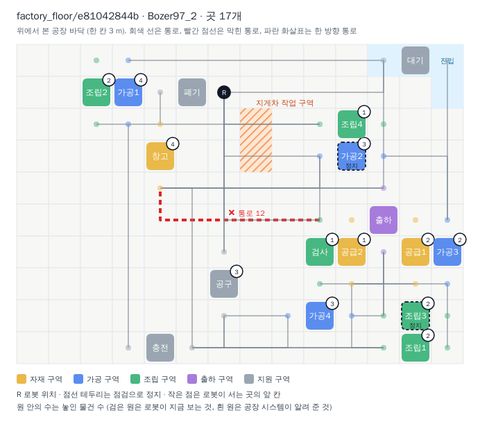 factory_floor/e81042844b · Bozer97_2 · 곳 17개
위에서 본 공장 바닥 (한 칸 3 m). 회색 선은 통로, 빨간 점선은 막힌 통로, 파란 화살표는 한 방향 통로
대기
진입
조립2 2
가공1 4
폐기
R
지게차 작업 구역
조립4 1
창고 4
가공2 3
정지
✕ 통로 12
출하
검사 1
공급2 1
공급1 2
가공3 2
공구 3
가공4 3
조립3 2
정지
충전
조립1 2
자재 구역
가공 구역
조립 구역
출하 구역
지원 구역
R 로봇 위치 · 점선 테두리는 점검으로 정지 · 작은 점은 로봇이 서는 곳의 앞 칸
원 안의 수는 놓인 물건 수 (검은 원은 로봇이 지금 보는 것, 흰 원은 공장 시스템이 알려 준 것)